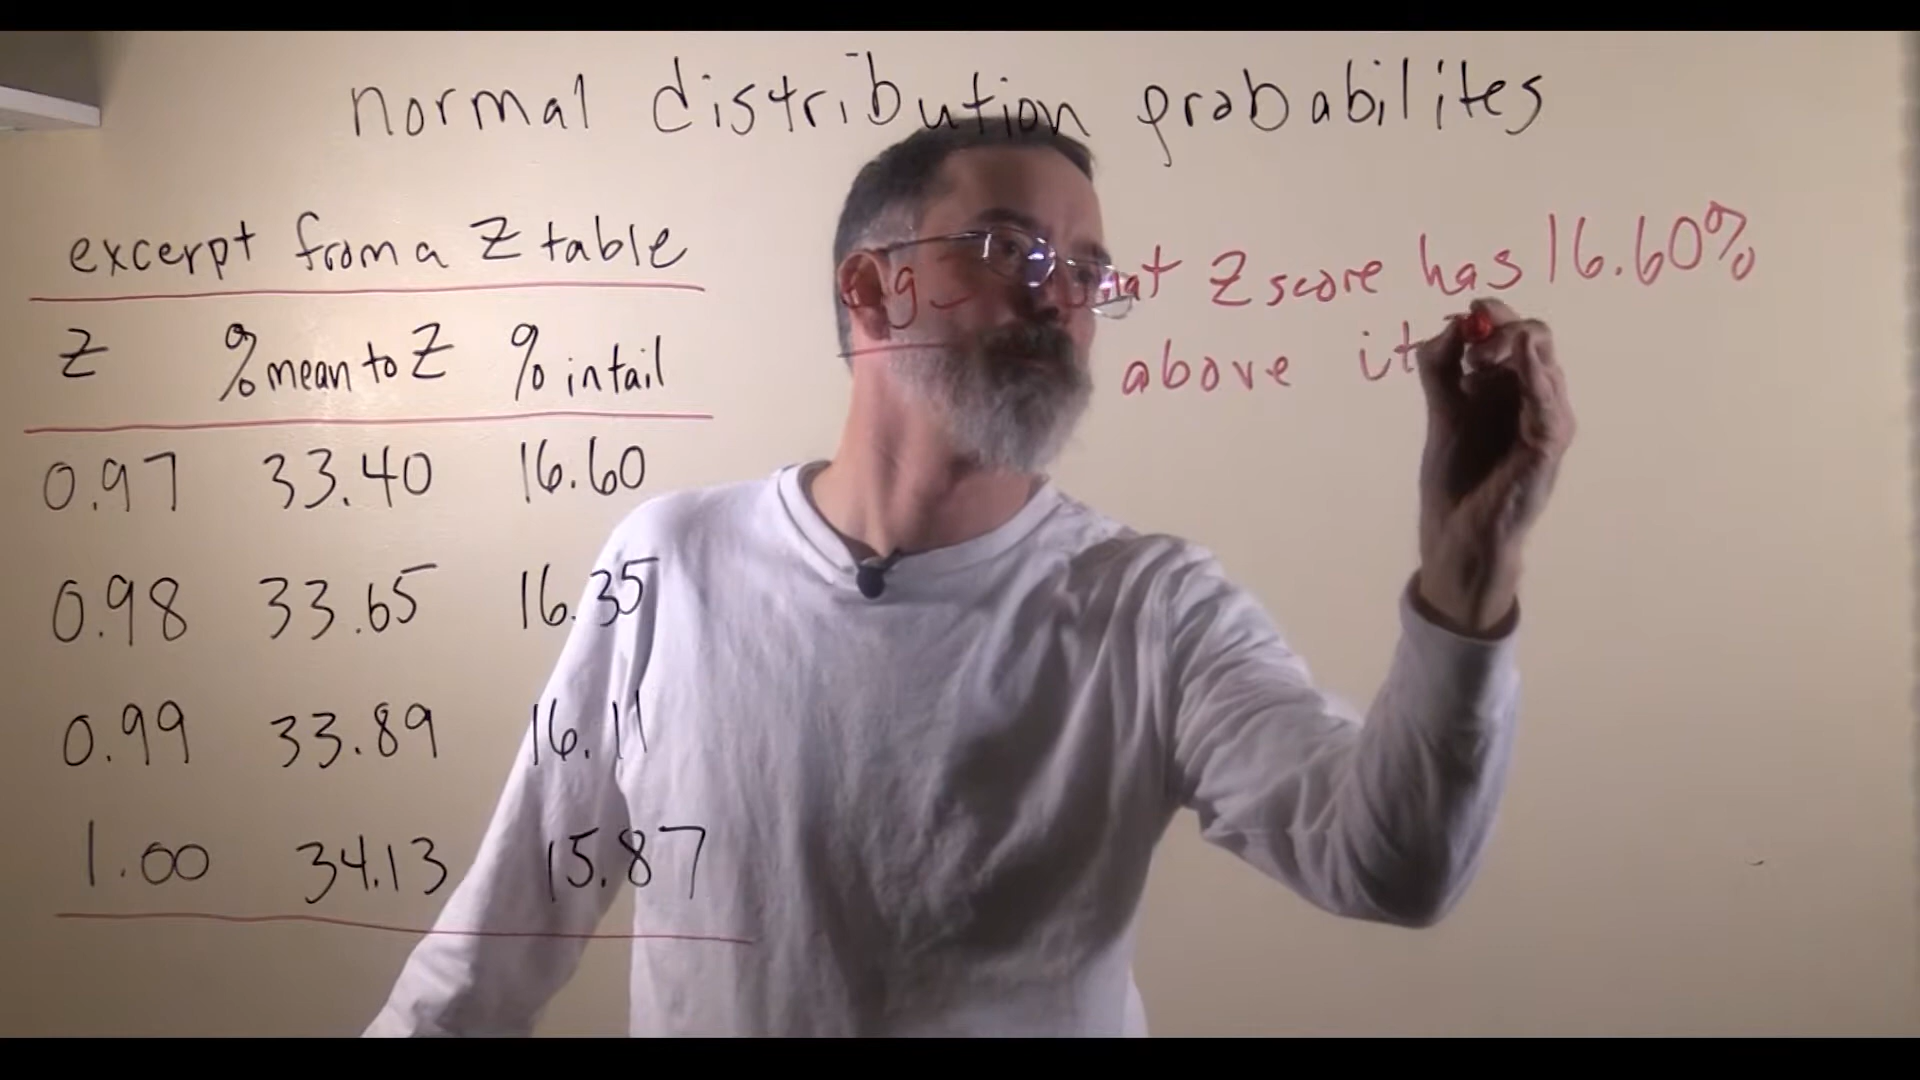 normal distribution probabilites
excerpt from a Z table
Z % mean to Z % in tail
0.97 33.40 16.60
0.98 33.65 16.35
0.99 33.89 16.11
1.00 34.13 15.87
Z score has 16.60%
above it